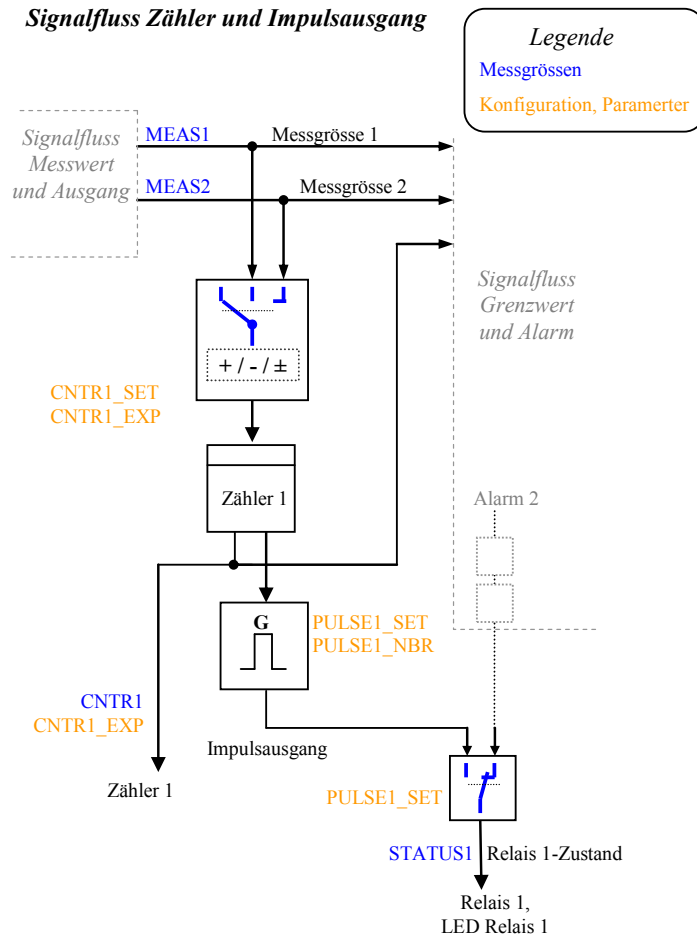 Signalfluss Zähler und Impulsausgang
Legende
Messgrössen
Konfiguration, Paramerter
Signalfluss
Messwert
und Ausgang
MEAS1
Messgrösse 1
MEAS2
Messgrösse 2
Signalfluss
Grenzwert
und Alarm
+ / - / ±
CNTR1_SET
CNTR1_EXP
Zähler 1
Alarm 2
G
PULSE1_SET
PULSE1_NBR
CNTR1
CNTR1_EXP
Impulsausgang
Zähler 1
PULSE1_SET
STATUS1
Relais 1-Zustand
Relais 1,
LED Relais 1